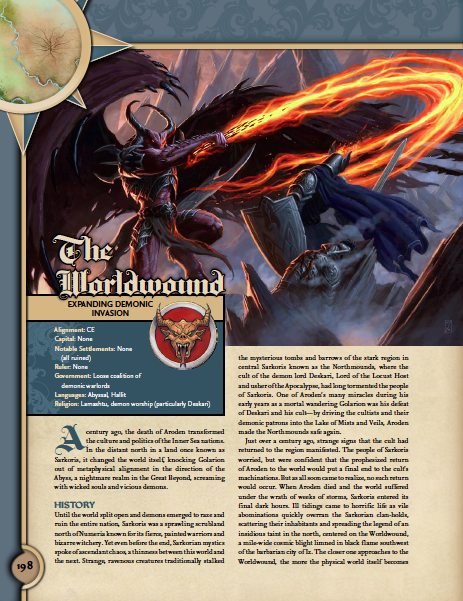 The
Worldwound
EXPANDING DEMONIC
INVASION
Alignment: CE
Capital: None
Notable Settlements: None
(all ruined)
Ruler: None
Government: Loose coalition of
demonic warlords
Languages: Abyssal, Hallit
Religion: Lamashtu, demon worship (particularly Deskari)
A century ago, the death of Aroden transformed
the culture and politics of the Inner Sea nations.
In the distant north in a land once known as
Sarkoris, it changed the world itself, knocking Golarion
out of metaphysical alignment in the direction of the
Abyss, a nightmare realm in the Great Beyond, screaming
with wicked souls and vicious demons.
HISTORY
Until the world split open and demons emerged to raze and
ruin the entire nation, Sarkoris was a sprawling scrubland
north of Numeria known for its fierce, painted warriors and
bizarre witchery. Yet even before the end, Sarkorian mystics
spoke of ascendant chaos, a thinness between this world and
the next. Strange, ravenous creatures traditionally stalked
the mysterious tombs and barrows of the stark region in
central Sarkoris known as the Northmounds, where the
cult of the demon lord Deskari, Lord of the Locust Host
and usher of the Apocalypse, had long tormented the people
of Sarkoris. One of Aroden's many miracles during his
early years as a mortal wandering Golarion was his defeat
of Deskari and his cult—by driving the cultists and their
demonic patrons into the Lake of Mists and Veils, Aroden
made the Northmounds safe again.
Just over a century ago, strange signs that the cult had
returned to the region manifested. The people of Sarkoris
worried, but were confident that the prophesized return
of Aroden to the world would put a final end to the cult's
machinations. But as all soon came to realize, no such return
would occur. When Aroden died and the world suffered
under the wrath of weeks of storms, Sarkoris entered its
final dark hours. Ill tidings came to horrific life as vile
abominations quickly overran the Sarkorian clan-holds,
scattering their inhabitants and spreading the legend of an
insidious taint in the north, centered on the Worldwound,
a mile-wide cosmic blight limned in black flame southwest
of the barbarian city of Iz. The closer one approaches to the
Worldwound, the more the physical world itself becomes
198